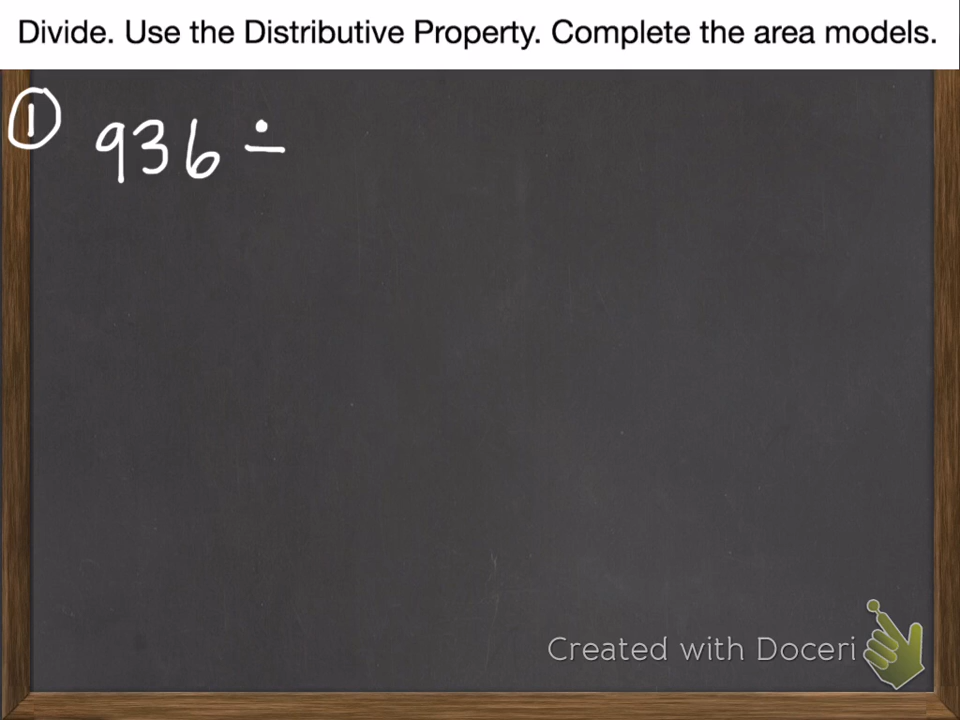 Divide. Use the Distributive Property. Complete the area models.
① 936 ÷
Created with Doceri